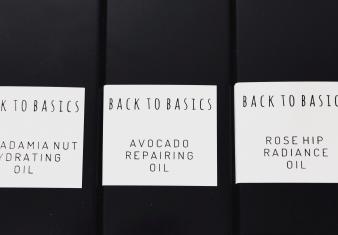 K TO BASICS
ADAMIA NUT
YDRATING
OIL
BACK TO BASICS
AVOCADO
REPAIRING
OIL
BACK TO BASIC
ROSE HIP
RADIANCE
OIL